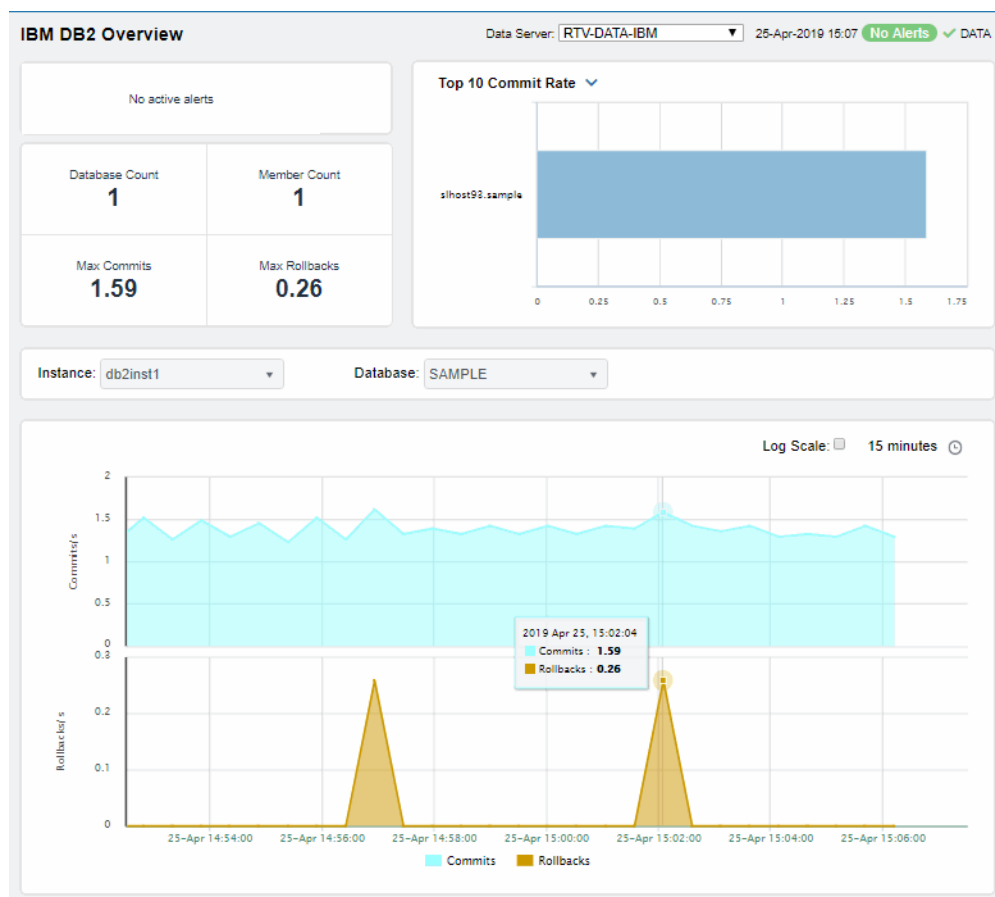 IBM DB2 Overview
Data Server: RTV-DATA-IBM 25-Apr-2019 15:07 No Alerts DATA
No active alerts
Database Count
1
Member Count
1
Max Commits
1.59
Max Rollbacks
0.26
Top 10 Commit Rate
slhost93.sample
0 0.25 0.5 0.75 1 1.25 1.5 1.75
Instance: db2inst1 Database: SAMPLE
Log Scale: 15 minutes
Commits/s
2
1.5
1
0.5
0
2019 Apr 25, 15:02:04
Commits : 1.59
Rollbacks : 0.26
Rollbacks/s
0.3
0.2
0.1
0
25-Apr 14:54:00 25-Apr 14:56:00 25-Apr 14:58:00 25-Apr 15:00:00 25-Apr 15:02:00 25-Apr 15:04:00 25-Apr 15:06:00
Commits Rollbacks